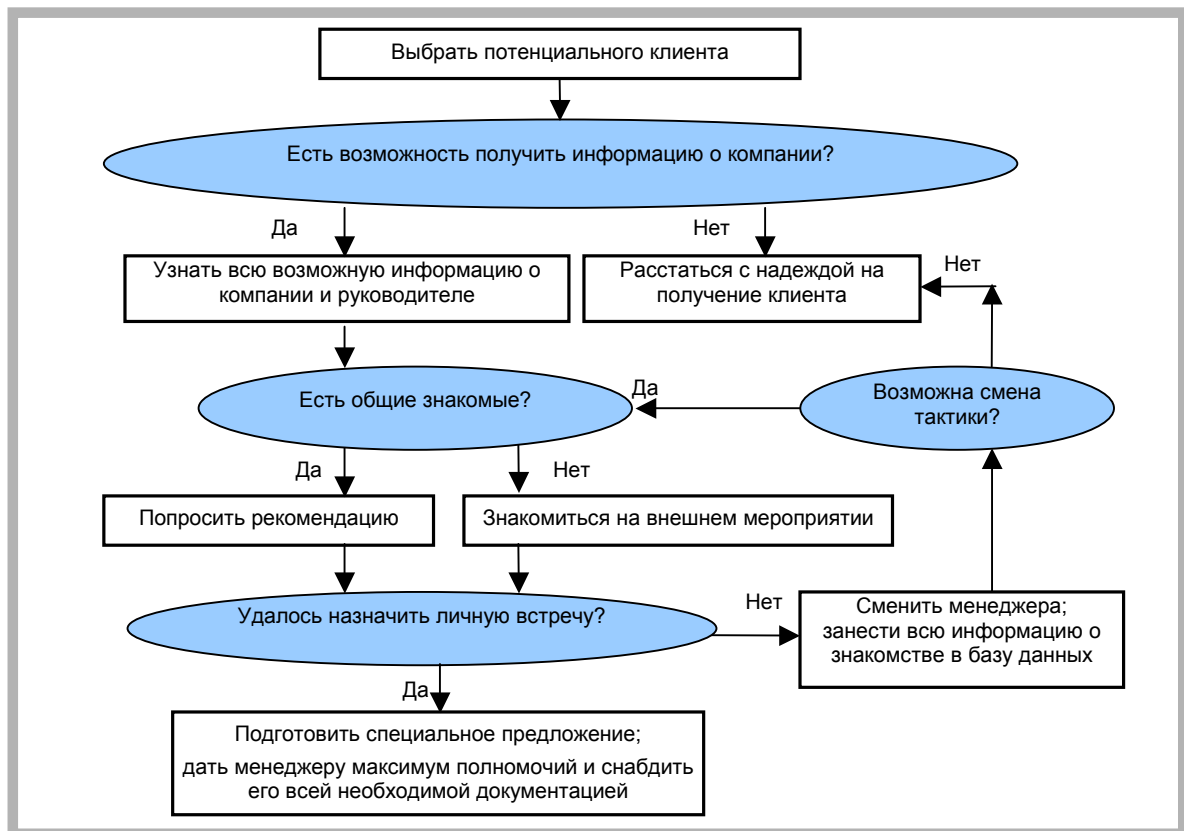 Выбрать потенциального клиента
Есть возможность получить информацию о компании?
Да
Нет
Узнать всю возможную информацию о
компании и руководителе
Расстаться с надеждой на
получение клиента
Нет
Есть общие знакомые?
Да
Возможна смена
тактики?
Да
Нет
Попросить рекомендацию
Знакомиться на внешнем мероприятии
Удалось назначить личную встречу?
Нет
Сменить менеджера;
занести всю информацию о
знакомстве в базу данных
Да
Подготовить специальное предложение;
дать менеджеру максимум полномочий и снабдить
его всей необходимой документацией